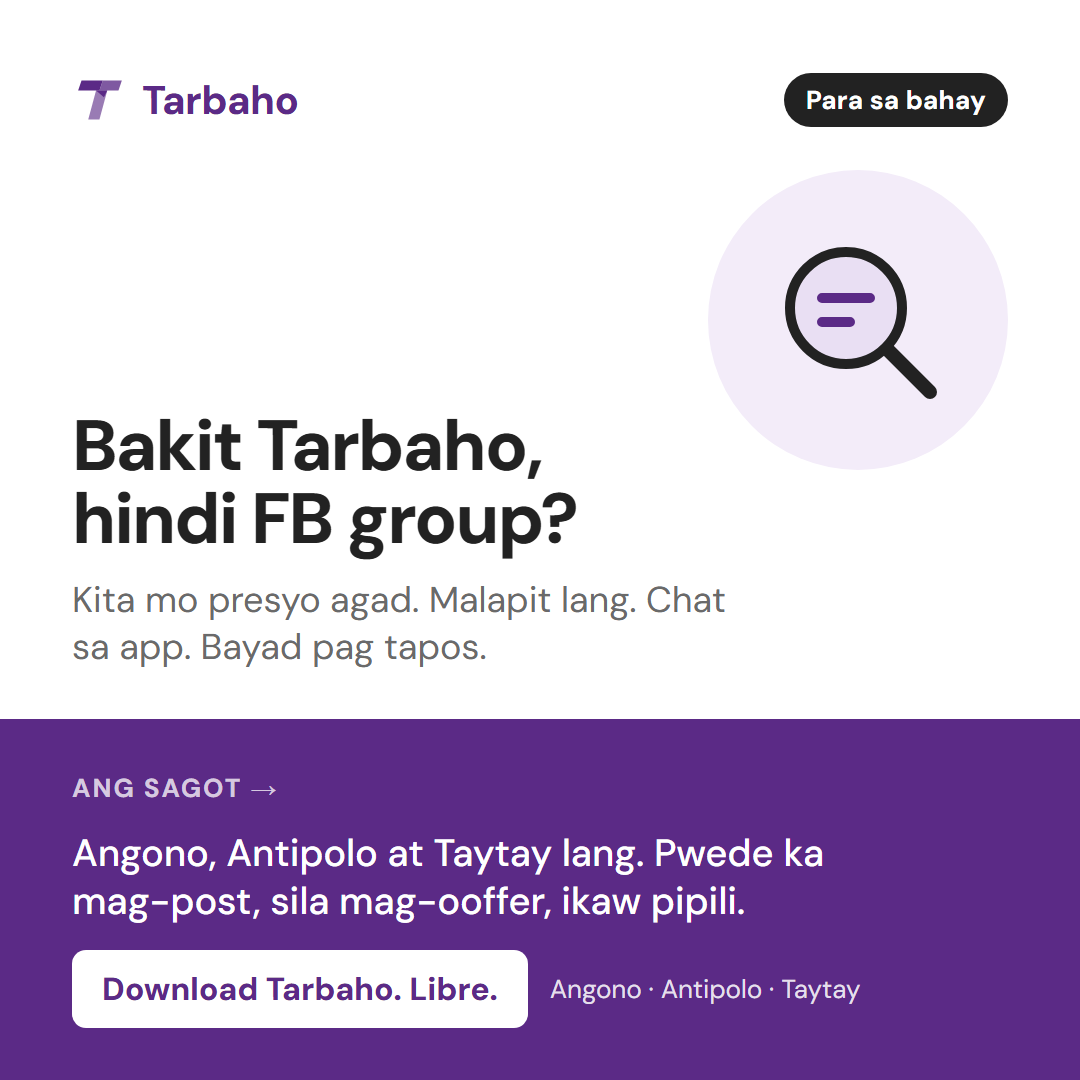 Tarbaho
Para sa bahay
Bakit Tarbaho,
hindi FB group?
Kita mo presyo agad. Malapit lang. Chat
sa app. Bayad pag tapos.
ANG SAGOT →
Angono, Antipolo at Taytay lang. Pwede ka
mag-post, sila mag-ooffer, ikaw pipili.
Download Tarbaho. Libre.
Angono · Antipolo · Taytay